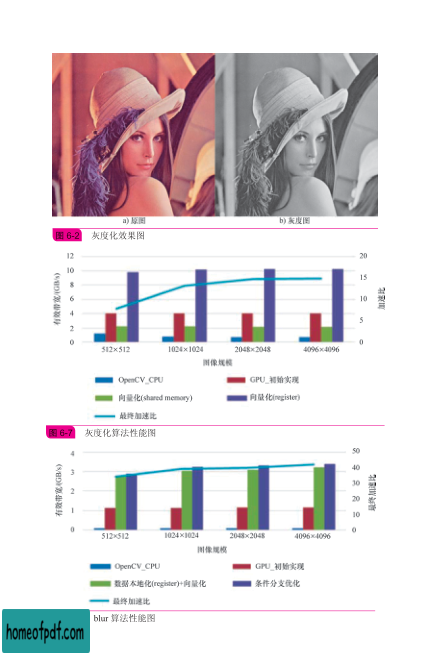 a) 原图
b) 灰度图
图 6-2 灰度化效果图
12
10
8
6
4
2
0
有效带宽/(GB/s)
20
15
10
5
0
加速比
512×512 1024×1024 2048×2048 4096×4096
图像规模
OpenCV_CPU GPU_初始实现
向量化(shared memory) 向量化(register)
最终加速比
图 6-7 灰度化算法性能图
4
3
2
1
0
有效带宽/(GB/s)
50
40
30
20
10
0
最终加速比
512×512 1024×1024 2048×2048 4096×4096
图像规模
OpenCV_CPU GPU_初始实现
数据本地化(register)+向量化 条件分支优化
最终加速比
blur 算法性能图
homeofpdf.com